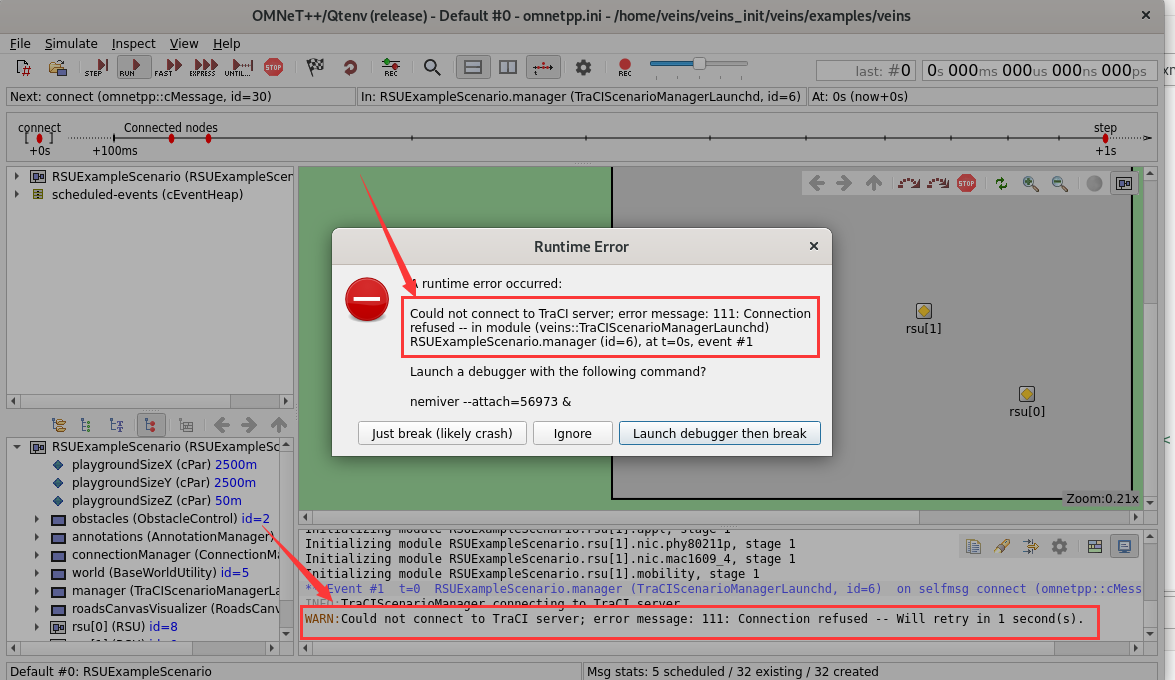 OMNeT++/Qtenv (release) - Default #0 - omnetpp.ini - /home/veins/veins_init/veins/examples/veins
File Simulate Inspect View Help
STEP RUN FAST EXPRESS UNTIL... STOP REC REC last: #0 0s 000ms 000us 000ns 000ps
Next: connect (omnetpp::cMessage, id=30) In: RSUExampleScenario.manager (TraCIScenarioManagerLaunchd, id=6) At: 0s (now+0s)
connect Connected nodes step
+0s +100ms +1s
RSUExampleScenario (RSUExampleScen
scheduled-events (cEventHeap)
STOP
Runtime Error
A runtime error occurred:
Could not connect to TraCI server; error message: 111: Connection
refused -- in module (veins::TraCIScenarioManagerLaunchd)
RSUExampleScenario.manager (id=6), at t=0s, event #1
Launch a debugger with the following command?
nemiver --attach=56973 &
Just break (likely crash) Ignore Launch debugger then break
rsu[1]
rsu[0]
Zoom:0.21x
RSUExampleScenario (RSUExampleSc
playgroundSizeX (cPar) 2500m
playgroundSizeY (cPar) 2500m
playgroundSizeZ (cPar) 50m
obstacles (ObstacleControl) id=2
annotations (AnnotationManager)
connectionManager (ConnectionMa
world (BaseWorldUtility) id=5
manager (TraCIScenarioManagerLa
roadsCanvasVisualizer (RoadsCanv
rsu[0] (RSU) id=8
Initializing module RSUExampleScenario.rsu[1].appl, stage 1
Initializing module RSUExampleScenario.rsu[1].nic.phy80211p, stage 1
Initializing module RSUExampleScenario.rsu[1].nic.mac1609_4, stage 1
Initializing module RSUExampleScenario.rsu[1].mobility, stage 1
** Event #1 t=0 RSUExampleScenario.manager (TraCIScenarioManagerLaunchd, id=6) on selfmsg connect (omnetpp::cMess
INFO:TraCIScenarioManager connecting to TraCI server
WARN:Could not connect to TraCI server; error message: 111: Connection refused -- Will retry in 1 second(s).
Default #0: RSUExampleScenario Msg stats: 5 scheduled / 32 existing / 32 created